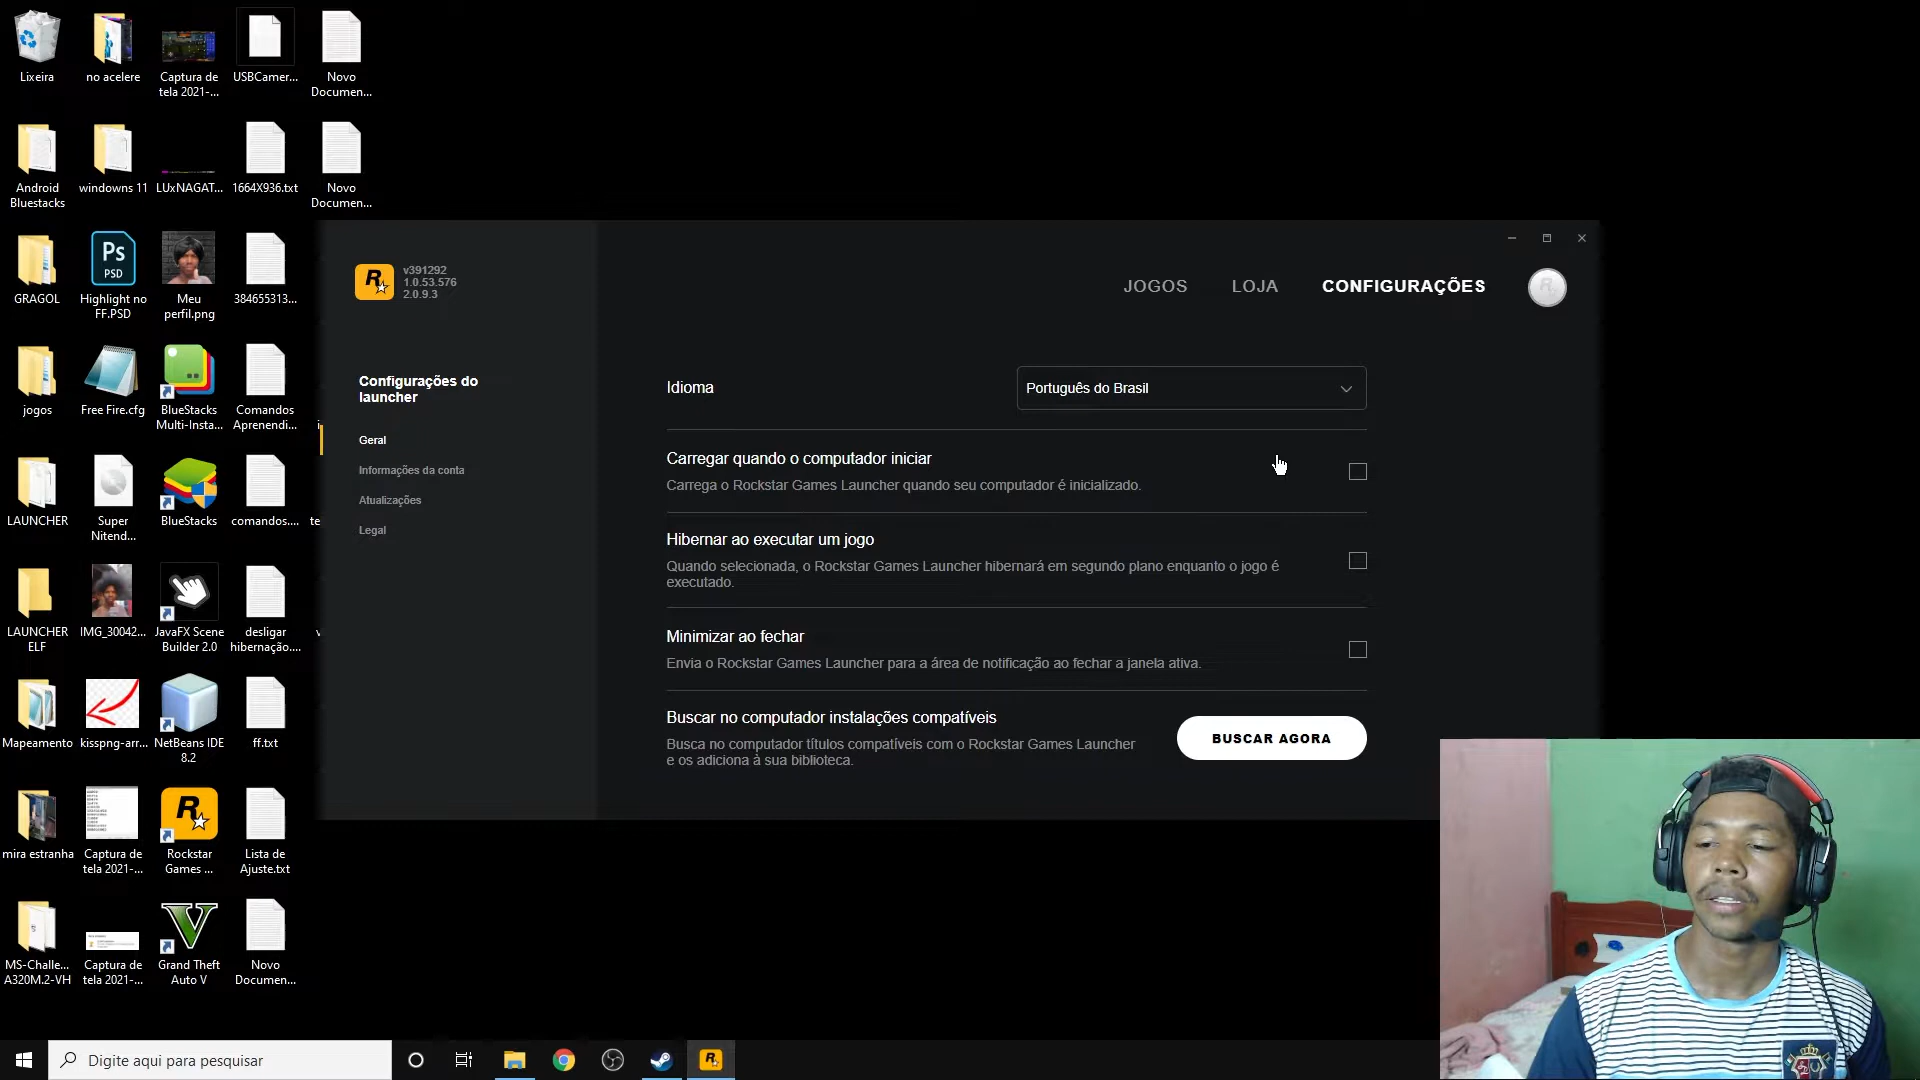 Lixeira
no acelere
Captura de
tela 2021-...
USBCamer...
Novo
Documen...
Android
Bluestacks
windowns 11
LUxNAGAT...
1664X936.txt
Novo
Documen...
GRAGOL
Ps
PSD
Highlight no
FF.PSD
Meu
perfil.png
384655313...
jogos
Free Fire.cfg
BlueStacks
Multi-Insta...
Comandos
Aprenendi...
LAUNCHER
Super
Nitend...
BlueStacks
comandos....
te
LAUNCHER
ELF
IMG_30042...
JavaFX Scene
Builder 2.0
desligar
hibernação....
Mapeamento
kisspng-arr...
NetBeans IDE
8.2
ff.txt
mira estranha
Captura de
tela 2021-...
Rockstar
Games ...
Lista de
Ajuste.txt
MS-Challe...
A320M.2-VH
Captura de
tela 2021-...
Grand Theft
Auto V
Novo
Documen...
v391292
1.0.53.576
2.0.9.3
JOGOS
LOJA
CONFIGURAÇÕES
Configurações do
launcher
Geral
Informações da conta
Atualizações
Legal
Idioma
Português do Brasil
Carregar quando o computador iniciar
Carrega o Rockstar Games Launcher quando seu computador é inicializado.
Hibernar ao executar um jogo
Quando selecionada, o Rockstar Games Launcher hibernará em segundo plano enquanto o jogo é
executado.
Minimizar ao fechar
Envia o Rockstar Games Launcher para a área de notificação ao fechar a janela ativa.
Buscar no computador instalações compatíveis
Busca no computador títulos compatíveis com o Rockstar Games Launcher
e os adiciona à sua biblioteca.
BUSCAR AGORA
Digite aqui para pesquisar